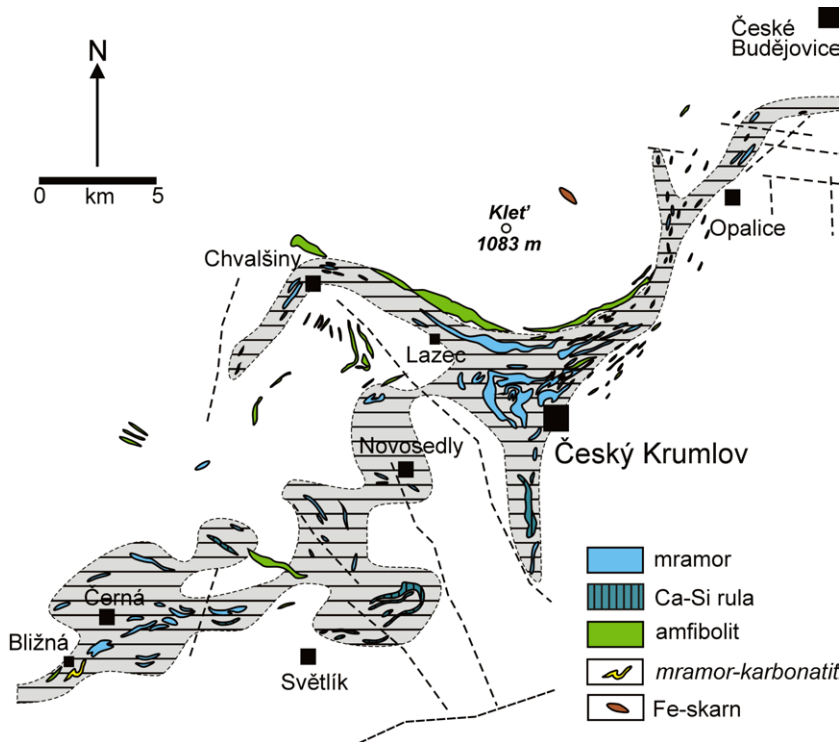 České
Budějovice
N
0
5
km
Kleť
1083 m
Opalice
Chvalšiny
Lazec
Český Krumlov
Novosedly
mramor
Ca-Si rula
amfibolit
mramor-karbonatit
Fe-skarn
Černá
Bližná
Světlík